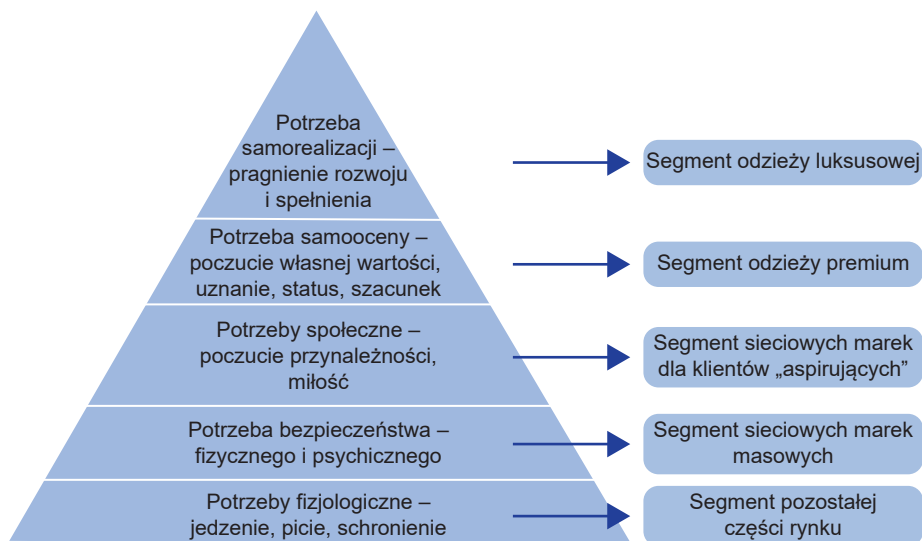 Potrzeba
samorealizacji –
pragnienie rozwoju
i spełnienia
Segment odzieży luksusowej
Potrzeba samooceny –
poczucie własnej wartości,
uznanie, status, szacunek
Segment odzieży premium
Potrzeby społeczne –
poczucie przynależności,
miłość
Segment sieciowych marek
dla klientów „aspirujących”
Potrzeba bezpieczeństwa –
fizycznego i psychicznego
Segment sieciowych marek
masowych
Potrzeby fizjologiczne –
jedzenie, picie, schronienie
Segment pozostałej
części rynku